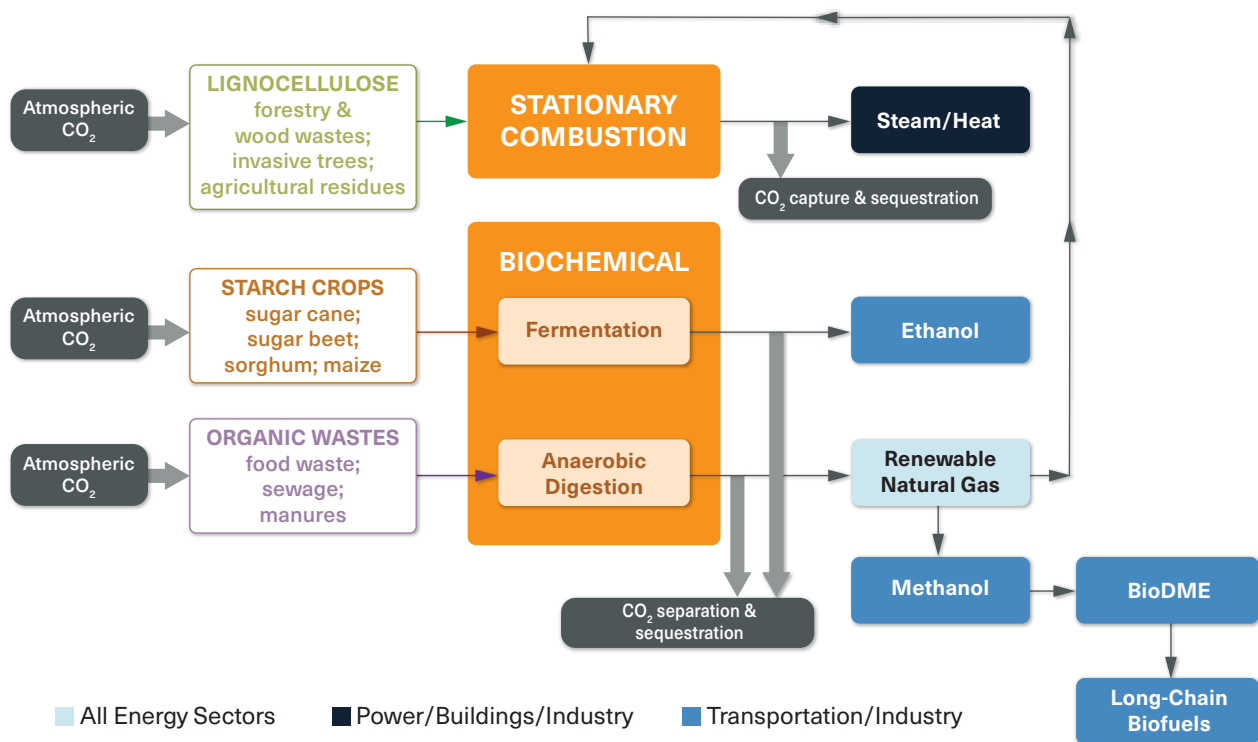 Atmospheric
CO₂
LIGNOCELLULOSE
forestry &
wood wastes;
invasive trees;
agricultural residues
STATIONARY
COMBUSTION
Steam/Heat
CO₂ capture & sequestration
Atmospheric
CO₂
STARCH CROPS
sugar cane;
sugar beet;
sorghum; maize
BIOCHEMICAL
Fermentation
Ethanol
Atmospheric
CO₂
ORGANIC WASTES
food waste;
sewage;
manures
Anaerobic
Digestion
Renewable
Natural Gas
Methanol
BioDME
CO₂ separation &
sequestration
Long-Chain
Biofuels
All Energy Sectors
Power/Buildings/Industry
Transportation/Industry